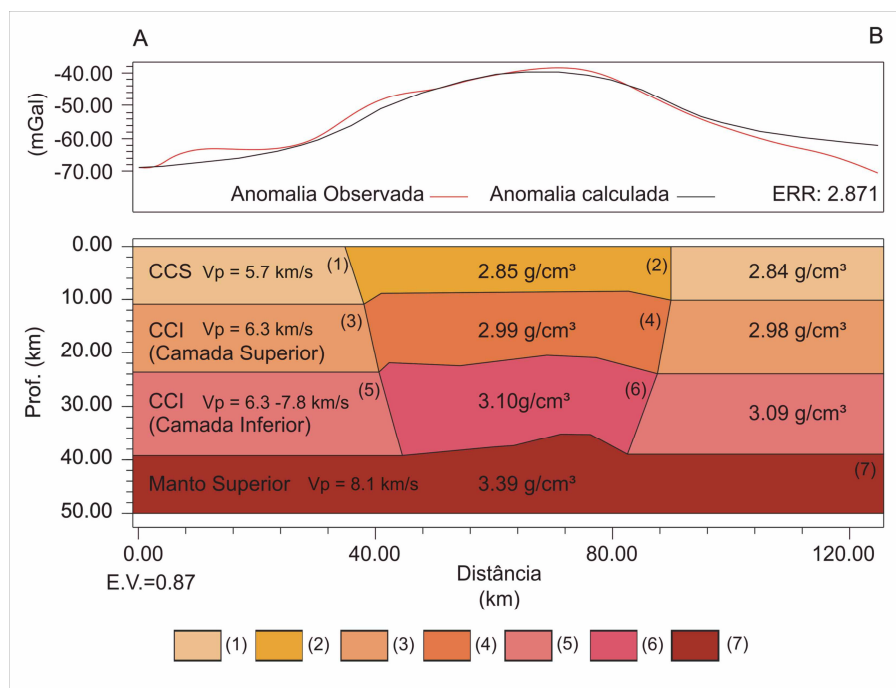 A B
-40.00
-50.00
-60.00
-70.00
(mGal)
Anomalia Observada Anomalia calculada ERR: 2.871
0.00
10.00
20.00
30.00
40.00
50.00
Prof. (km)
CCS Vp = 5.7 km/s (1) 2.85 g/cm³ (2) 2.84 g/cm³
CCI Vp = 6.3 km/s (3) 2.99 g/cm³ (4) 2.98 g/cm³
(Camada Superior)
CCI Vp = 6.3 -7.8 km/s (5) 3.10g/cm³ (6) 3.09 g/cm³
(Camada Inferior)
Manto Superior Vp = 8.1 km/s 3.39 g/cm³ (7)
0.00 40.00 80.00 120.00
E.V.=0.87 Distância
(km)
(1) (2) (3) (4) (5) (6) (7)